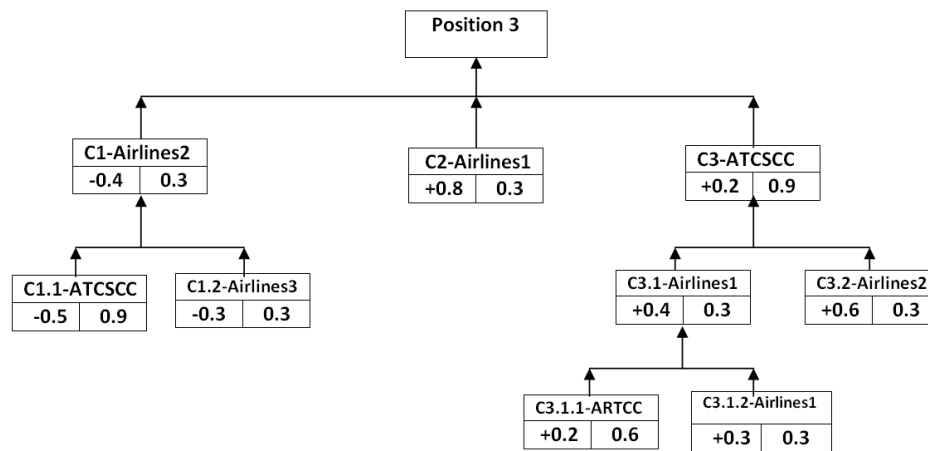 Position 3
C1-Airlines2
-0.4 0.3
C2-Airlines1
+0.8 0.3
C3-ATCSCC
+0.2 0.9
C1.1-ATCSCC
-0.5 0.9
C1.2-Airlines3
-0.3 0.3
C3.1-Airlines1
+0.4 0.3
C3.2-Airlines2
+0.6 0.3
C3.1.1-ARTCC
+0.2 0.6
C3.1.2-Airlines1
+0.3 0.3